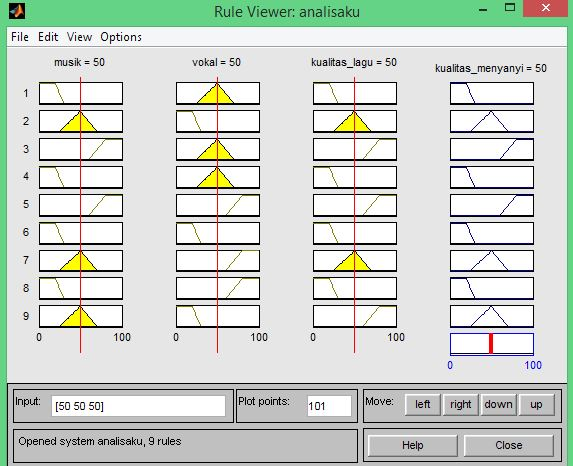 Rule Viewer: analisaku
File Edit View Options
musik = 50 vokal = 50 kualitas_lagu = 50 kualitas_menyanyi = 50
1
2
3
4
5
6
7
8
9
0 100 0 100 0 100
0 100
Input: [50 50 50] Plot points: 101 Move: left right down up
Opened system analisaku, 9 rules Help Close